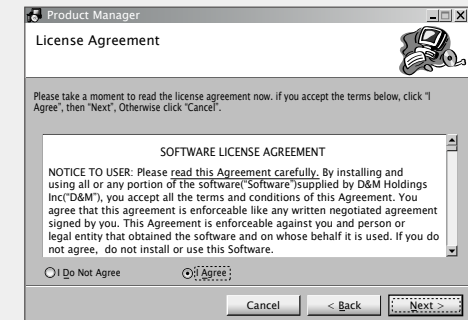 Product Manager
License Agreement
Please take a moment to read the license agreement now. if you accept the terms below, click "I
Agree", then "Next", Otherwise click "Cancel".
SOFTWARE LICENSE AGREEMENT
NOTICE TO USER: Please read this Agreement carefully. By installing and
using all or any portion of the software("Software")supplied by D&M Holdings
Inc("D&M"), you accept all the terms and conditions of this Agreement. You
agree that this agreement is enforceable like any written negotiated agreement
signed by you. This Agreement is enforceable against you and person or
legal entity that obtained the software and on whose behalf it is used. If you do
not agree, do not install or use this Software.
I Do Not Agree
I Agree
Cancel
< Back
Next >